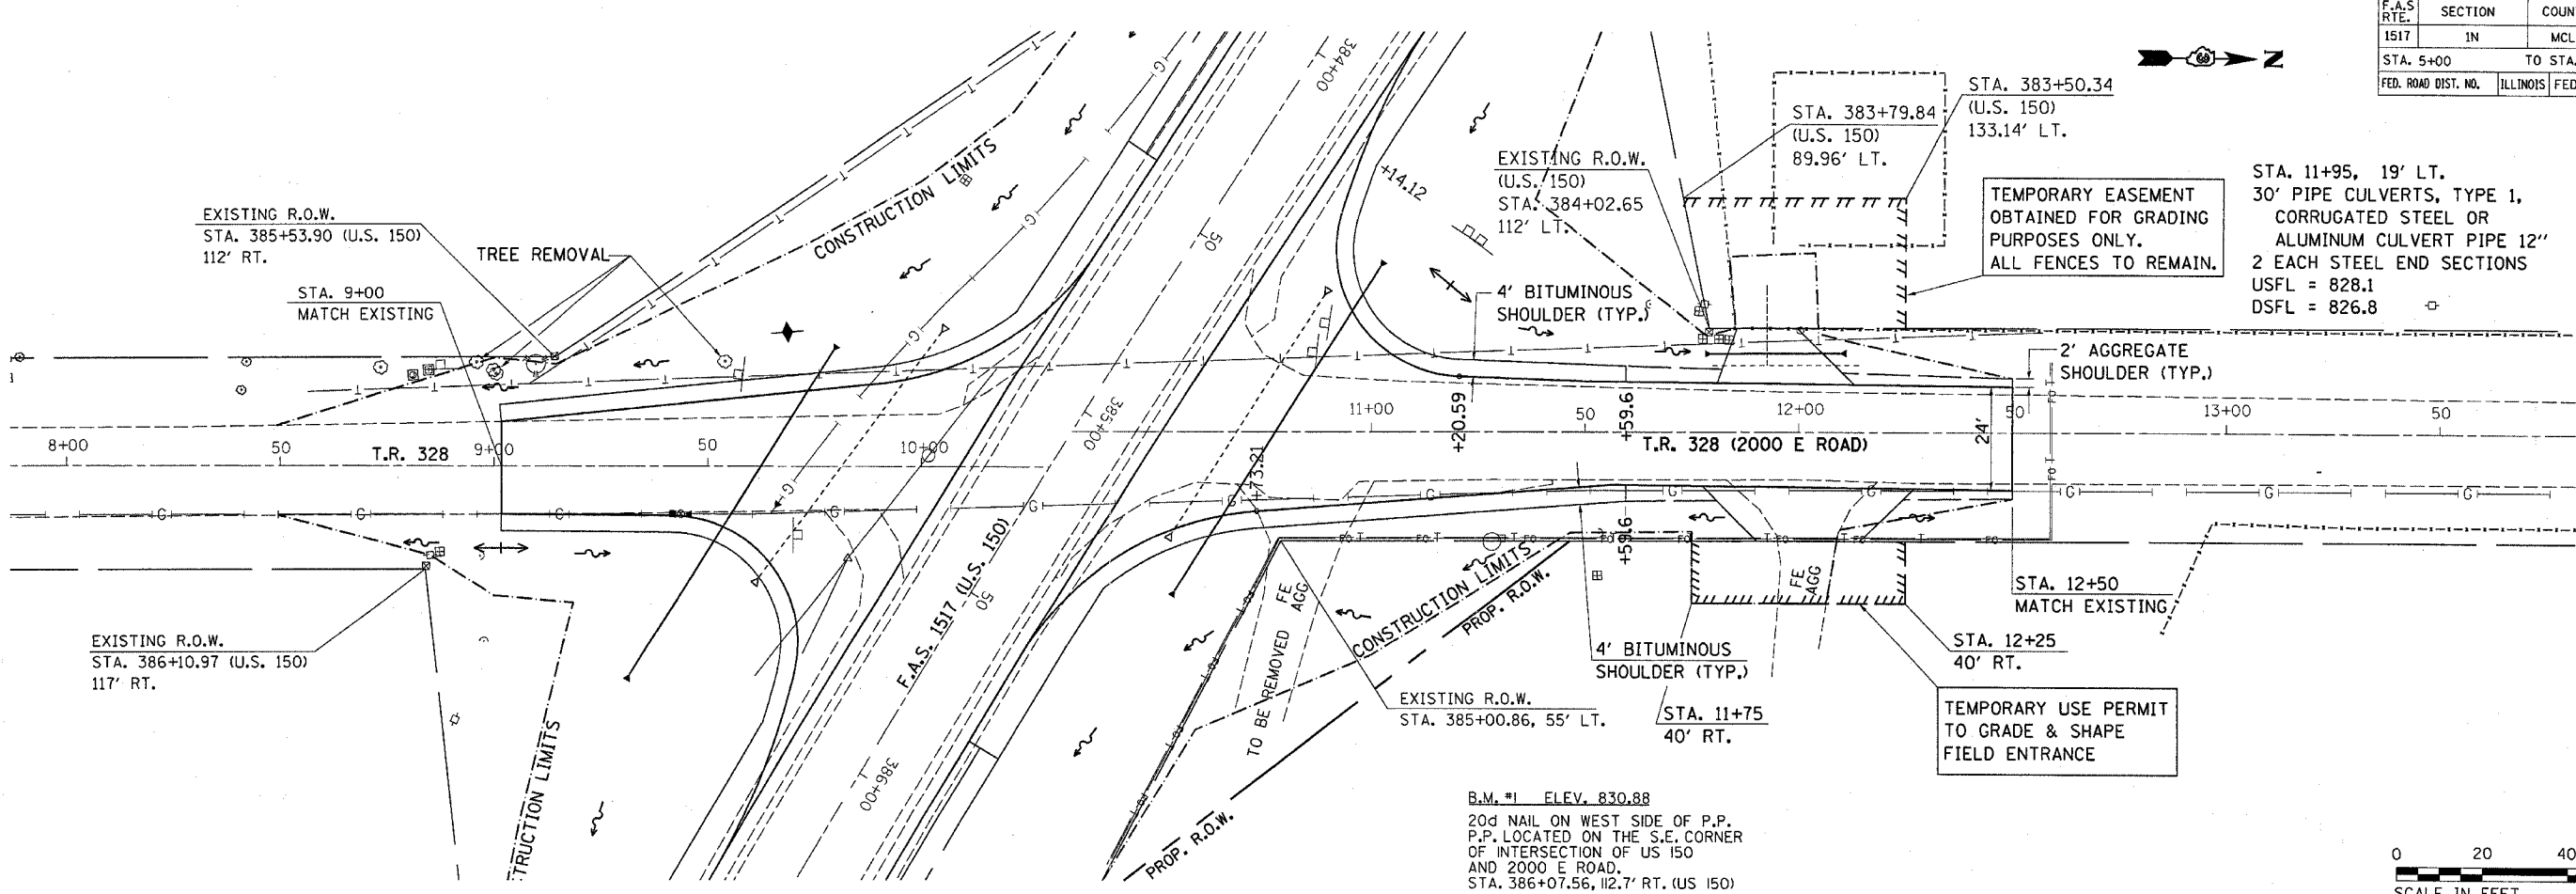 F.A.S
RTE.
SECTION
COUN
1517
1N
MCL
STA. 5+00 TO STA.
FED. ROAD DIST. NO. ILLINOIS FED
N
STA. 383+50.34
(U.S. 150)
133.14' LT.
STA. 383+79.84
(U.S. 150)
89.96' LT.
EXISTING R.O.W.
(U.S. 150)
STA. 384+02.65
112' LT.
TEMPORARY EASEMENT
OBTAINED FOR GRADING
PURPOSES ONLY.
ALL FENCES TO REMAIN.
STA. 11+95, 19' LT.
30' PIPE CULVERTS, TYPE 1,
CORRUGATED STEEL OR
ALUMINUM CULVERT PIPE 12''
2 EACH STEEL END SECTIONS
USFL = 828.1
DSFL = 826.8
EXISTING R.O.W.
STA. 385+53.90 (U.S. 150)
112' RT.
TREE REMOVAL
CONSTRUCTION LIMITS
STA. 9+00
MATCH EXISTING
384+00
50
+14.12
4' BITUMINOUS
SHOULDER (TYP.)
2' AGGREGATE
SHOULDER (TYP.)
8+00
50
T.R. 328
9+00
50
10+00
385+00
11+00
50
12+00
50
13+00
50
+20.59
+59.6
T.R. 328 (2000 E ROAD)
24'
+73.21
+59.6
F.A.S. 1517 (U.S. 150)
50
386+00
EXISTING R.O.W.
STA. 386+10.97 (U.S. 150)
117' RT.
TRUCTION LIMITS
TO BE REMOVED
FE
AGG
CONSTRUCTION LIMITS
PROP. R.O.W.
FE
AGG
4' BITUMINOUS
SHOULDER (TYP.)
EXISTING R.O.W.
STA. 385+00.86, 55' LT.
STA. 11+75
40' RT.
STA. 12+50
MATCH EXISTING
STA. 12+25
40' RT.
TEMPORARY USE PERMIT
TO GRADE & SHAPE
FIELD ENTRANCE
PROP. R.O.W.
B.M. #1 ELEV. 830.88
20d NAIL ON WEST SIDE OF P.P.
P.P. LOCATED ON THE S.E. CORNER
OF INTERSECTION OF US 150
AND 2000 E ROAD.
STA. 386+07.56, 112.7' RT. (US 150)
0 20 40
SCALE IN FEET